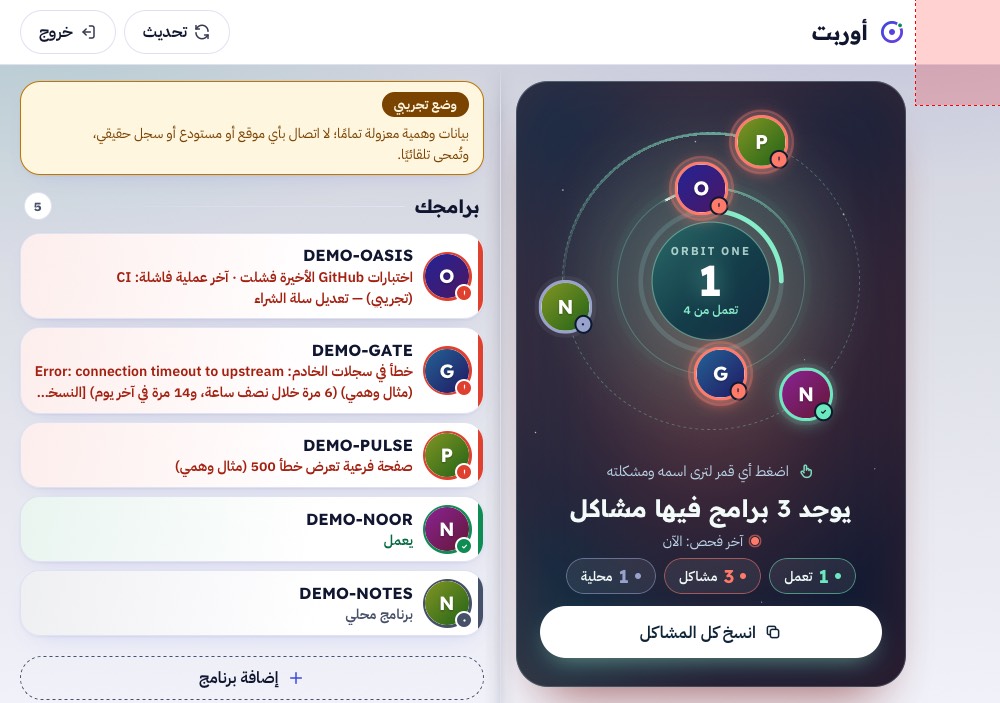 أوربت
تحديث
خروج
P
O
ORBIT ONE
1
تعمل من 4
N
G
N
اضغط أي قمر لترى اسمه ومشكلته
يوجد 3 برامج فيها مشاكل
آخر فحص: الآن
1 تعمل
3 مشاكل
1 محلية
انسخ كل المشاكل
وضع تجريبي
بيانات وهمية معزولة تمامًا؛ لا اتصال بأي موقع أو مستودع أو سجل حقيقي،
وتُمحى تلقائيًا.
برامجك
5
O
DEMO-OASIS
اختبارات GitHub الأخيرة فشلت · آخر عملية فاشلة: CI
(تجريبي) — تعديل سلة الشراء
G
DEMO-GATE
خطأ في سجلات الخادم: Error: connection timeout to upstream
(مثال وهمي) (6 مرة خلال نصف ساعة، و14 مرة في آخر يوم) [النسخ...
P
DEMO-PULSE
صفحة فرعية تعرض خطأ 500 (مثال وهمي)
N
DEMO-NOOR
يعمل
N
DEMO-NOTES
برنامج محلي
+ إضافة برنامج